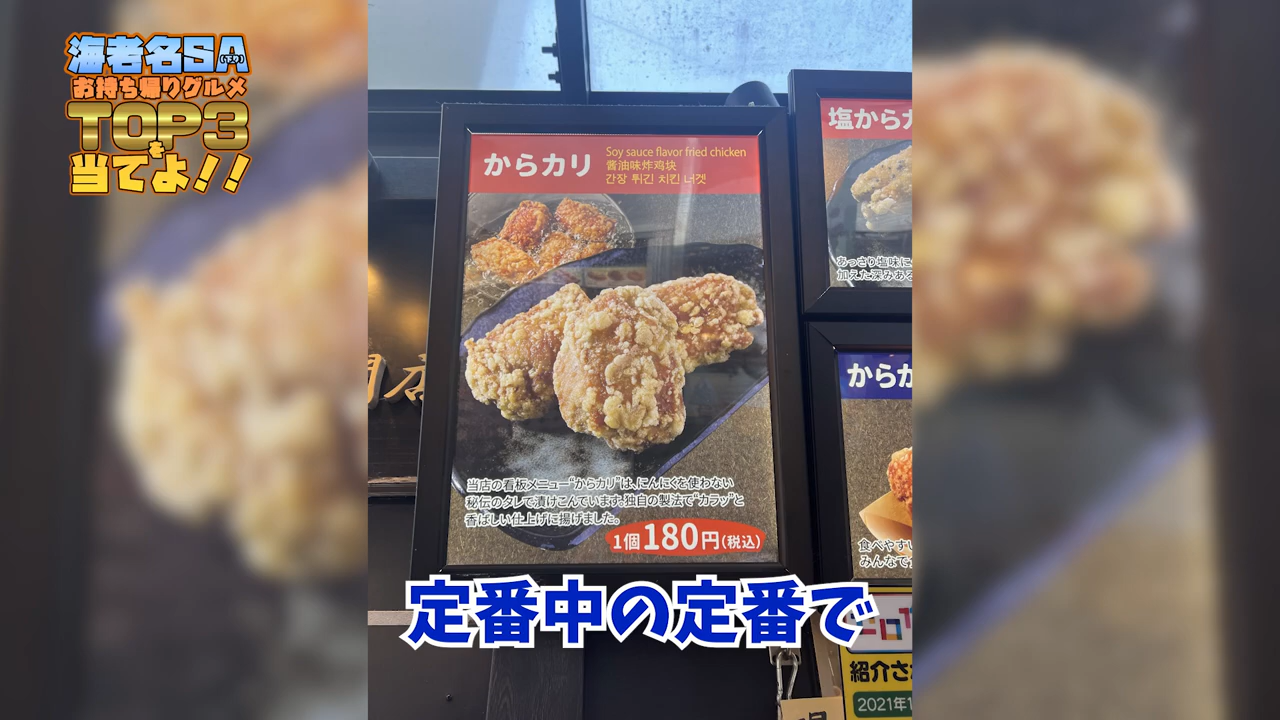 海老名SA(下り)
お持ち帰りグルメ
TOP3を
当てよ!!
からカリ
Soy sauce flavor fried chicken
酱油味炸鸡块
간장 튀긴 치킨 너겟
当店の看板メニュー“からカリ”は、にんにくを使わない
秘伝のタレで漬けこんでいます。独自の製法で“カラッ”と
香ばしい仕上げに揚げました。
1個180円(税込)
塩から
あっさり塩味に
加えた深みある
から
食べやすい
みんなで
紹介さ
2021年1
定番中の定番で